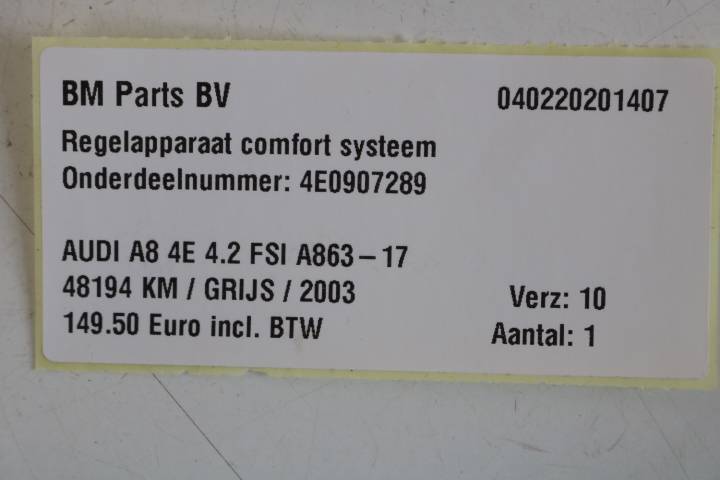 BM Parts BV 040220201407
Regelapparaat comfort systeem
Onderdeelnummer: 4E0907289
AUDI A8 4E 4.2 FSI A863-17
48194 KM / GRIJS / 2003 Verz: 10
149.50 Euro incl. BTW Aantal: 1